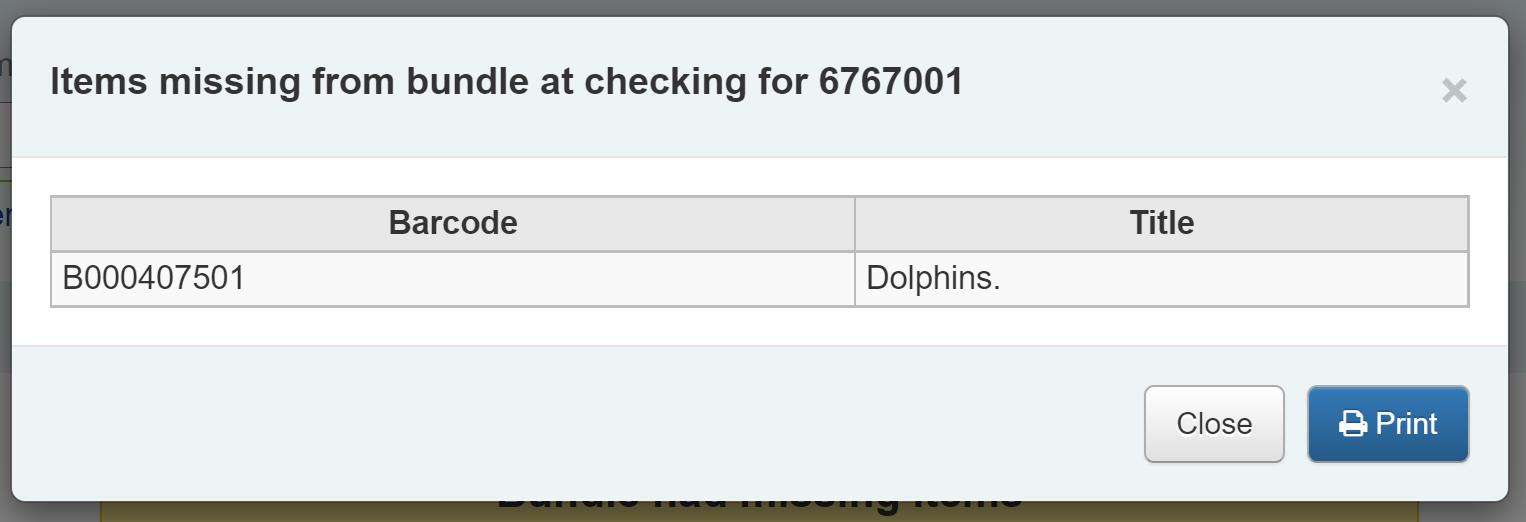 Items missing from bundle at checking for 6767001
×
Barcode Title
B000407501 Dolphins.
Close Print
Bundle had missing items